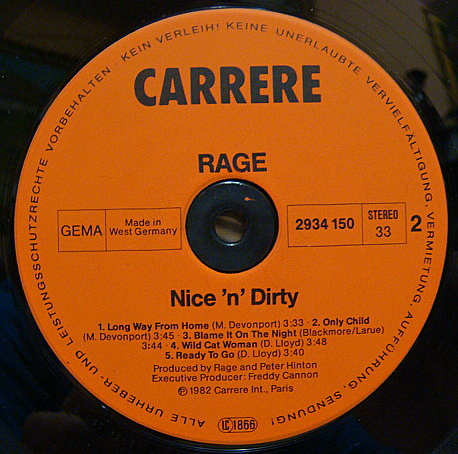 ALLE URHEBER- UND LEISTUNGSSCHUTZRECHTE VORBEHALTEN · KEIN VERLEIH! KEINE UNERLAUBTE VERVIELFÄLTIGUNG, VERMIETUNG, AUFFÜHRUNG, SENDUNG!
CARRERE
RAGE
GEMA
Made in
West Germany
2934 150
STEREO
33
2
Nice 'n' Dirty
1. Long Way From Home (M. Devonport) 3:33 · 2. Only Child
(M. Devonport) 3:45 · 3. Blame It On The Night (Blackmore/Larue)
3:44 · 4. Wild Cat Woman (D. Lloyd) 3:48
5. Ready To Go (D. Lloyd) 3:40
Produced by Rage and Peter Hinton
Executive Producer: Freddy Cannon
℗ 1982 Carrere Int., Paris
LC 1866